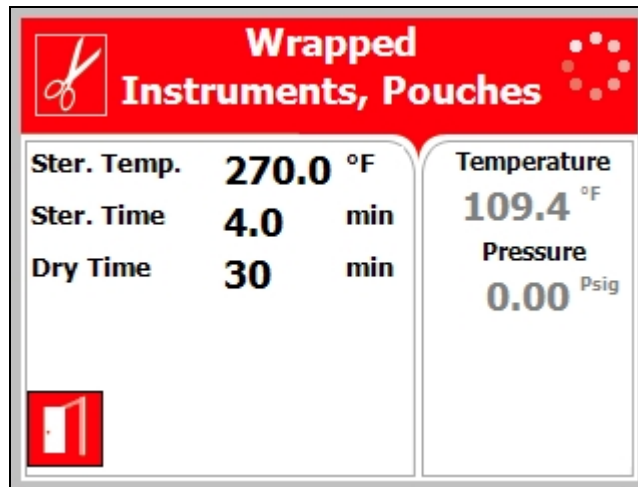 Wrapped
Instruments, Pouches
Ster. Temp. 270.0 °F
Ster. Time 4.0 min
Dry Time 30 min
Temperature
109.4 °F
Pressure
0.00 Psig